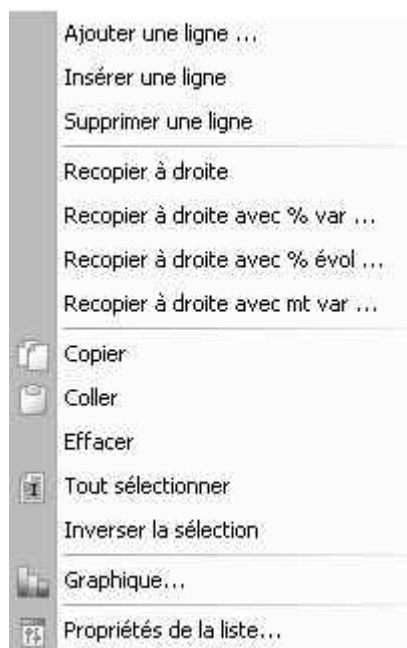 Ajouter une ligne ...
Insérer une ligne
Supprimer une ligne
Recopier à droite
Recopier à droite avec % var ...
Recopier à droite avec % évol ...
Recopier à droite avec mt var ...
Copier
Coller
Effacer
Tout sélectionner
Inverser la sélection
Graphique...
Propriétés de la liste...